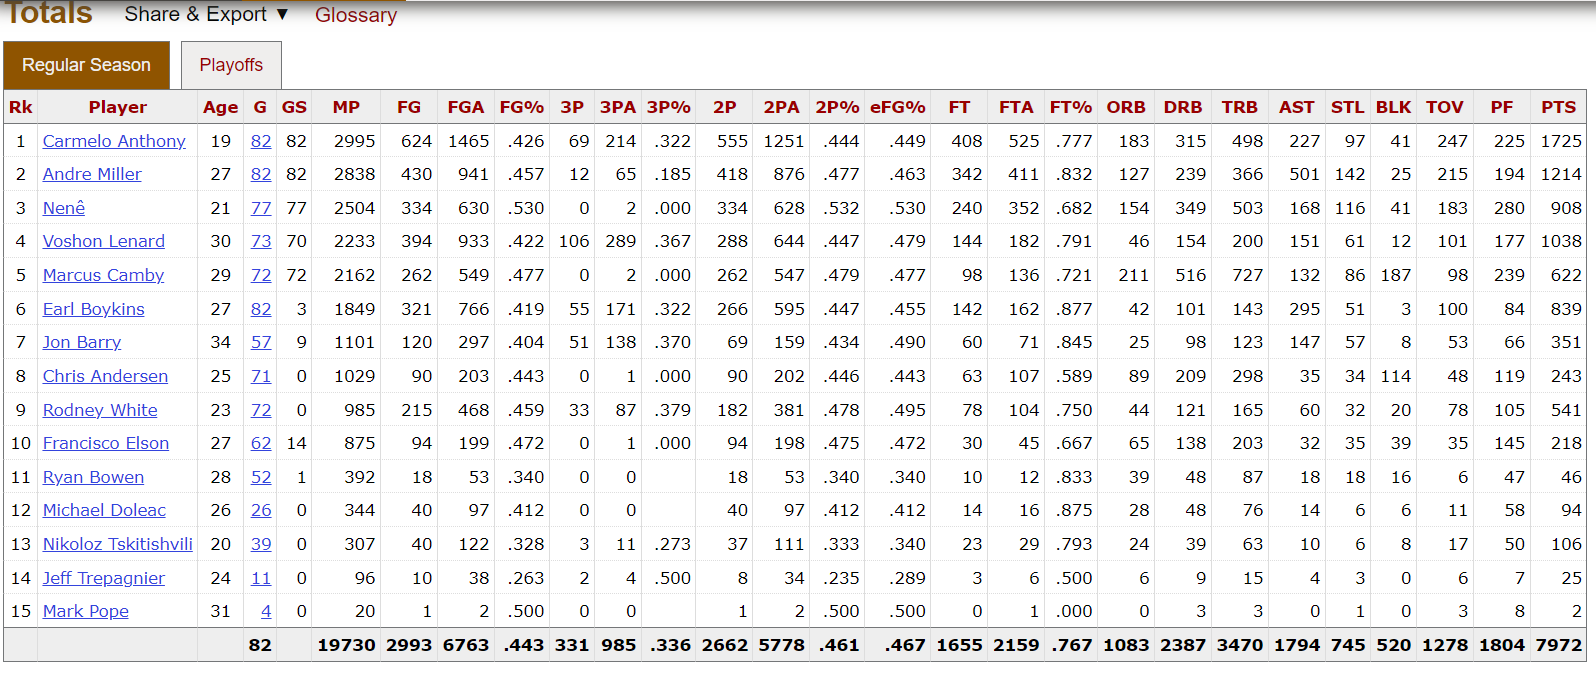 Totals Share & Export ▼ Glossary
Regular Season Playoffs
Rk Player Age G GS MP FG FGA FG% 3P 3PA 3P% 2P 2PA 2P% eFG% FT FTA FT% ORB DRB TRB AST STL BLK TOV PF PTS
1 Carmelo Anthony 19 82 82 2995 624 1465 .426 69 214 .322 555 1251 .444 .449 408 525 .777 183 315 498 227 97 41 247 225 1725
2 Andre Miller 27 82 82 2838 430 941 .457 12 65 .185 418 876 .477 .463 342 411 .832 127 239 366 501 142 25 215 194 1214
3 Nenê 21 77 77 2504 334 630 .530 0 2 .000 334 628 .532 .530 240 352 .682 154 349 503 168 116 41 183 280 908
4 Voshon Lenard 30 73 70 2233 394 933 .422 106 289 .367 288 644 .447 .479 144 182 .791 46 154 200 151 61 12 101 177 1038
5 Marcus Camby 29 72 72 2162 262 549 .477 0 2 .000 262 547 .479 .477 98 136 .721 211 516 727 132 86 187 98 239 622
6 Earl Boykins 27 82 3 1849 321 766 .419 55 171 .322 266 595 .447 .455 142 162 .877 42 101 143 295 51 3 100 84 839
7 Jon Barry 34 57 9 1101 120 297 .404 51 138 .370 69 159 .434 .490 60 71 .845 25 98 123 147 57 8 53 66 351
8 Chris Andersen 25 71 0 1029 90 203 .443 0 1 .000 90 202 .446 .443 63 107 .589 89 209 298 35 34 114 48 119 243
9 Rodney White 23 72 0 985 215 468 .459 33 87 .379 182 381 .478 .495 78 104 .750 44 121 165 60 32 20 78 105 541
10 Francisco Elson 27 62 14 875 94 199 .472 0 1 .000 94 198 .475 .472 30 45 .667 65 138 203 32 35 39 35 145 218
11 Ryan Bowen 28 52 1 392 18 53 .340 0 0 18 53 .340 .340 10 12 .833 39 48 87 18 18 16 6 47 46
12 Michael Doleac 26 26 0 344 40 97 .412 0 0 40 97 .412 .412 14 16 .875 28 48 76 14 6 6 11 58 94
13 Nikoloz Tskitishvili 20 39 0 307 40 122 .328 3 11 .273 37 111 .333 .340 23 29 .793 24 39 63 10 6 8 17 50 106
14 Jeff Trepagnier 24 11 0 96 10 38 .263 2 4 .500 8 34 .235 .289 3 6 .500 6 9 15 4 3 0 6 7 25
15 Mark Pope 31 4 0 20 1 2 .500 0 0 1 2 .500 .500 0 1 .000 0 3 3 0 1 0 3 8 2
82 19730 2993 6763 .443 331 985 .336 2662 5778 .461 .467 1655 2159 .767 1083 2387 3470 1794 745 520 1278 1804 7972